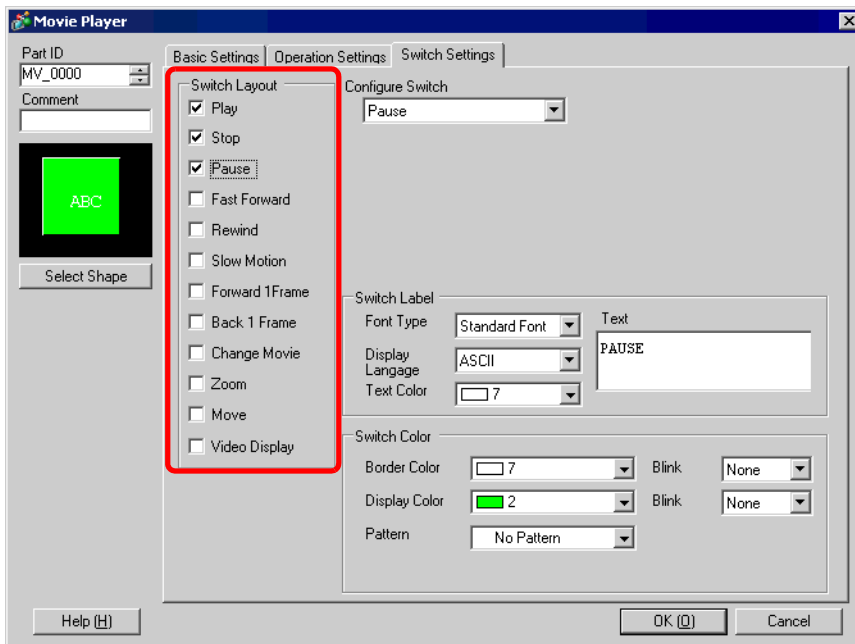 Movie Player
Part ID
MV_0000
Comment
ABC
Select Shape
Basic Settings
Operation Settings
Switch Settings
Switch Layout
Play
Stop
Pause
Fast Forward
Rewind
Slow Motion
Forward 1Frame
Back 1 Frame
Change Movie
Zoom
Move
Video Display
Configure Switch
Pause
Switch Label
Font Type
Standard Font
Display
Langage
ASCII
Text Color
7
Text
PAUSE
Switch Color
Border Color
7
Blink
None
Display Color
2
Blink
None
Pattern
No Pattern
Help (H)
OK (O)
Cancel